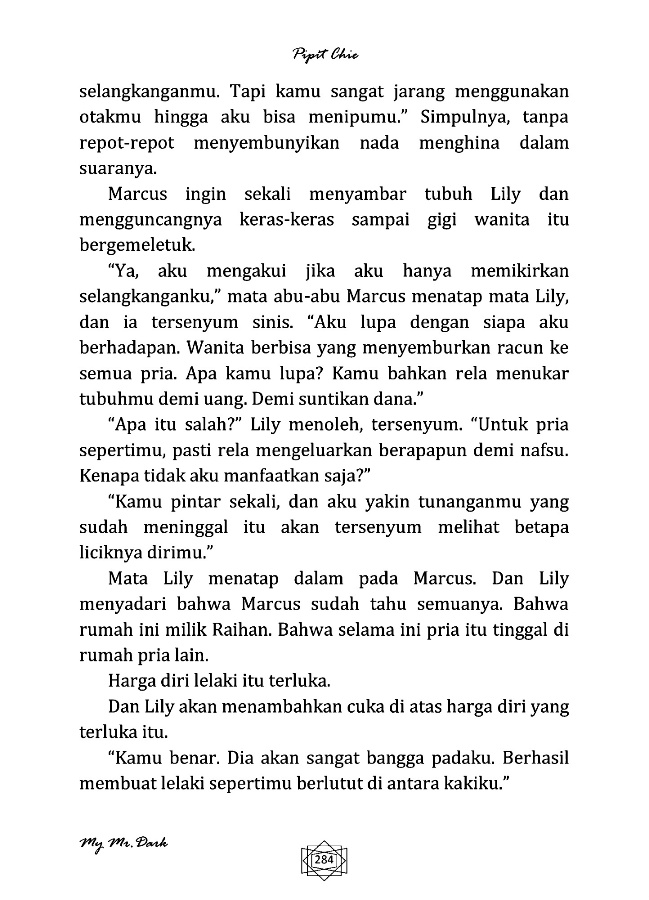 Pipit Chie
selangkanganmu. Tapi kamu sangat jarang menggunakan
otakmu hingga aku bisa menipumu.” Simpulnya, tanpa
repot-repot menyembunyikan nada menghina dalam
suaranya.
Marcus ingin sekali menyambar tubuh Lily dan
mengguncangnya keras-keras sampai gigi wanita itu
bergemeletuk.
“Ya, aku mengakui jika aku hanya memikirkan
selangkanganku,” mata abu-abu Marcus menatap mata Lily,
dan ia tersenyum sinis. “Aku lupa dengan siapa aku
berhadapan. Wanita berbisa yang menyemburkan racun ke
semua pria. Apa kamu lupa? Kamu bahkan rela menukar
tubuhmu demi uang. Demi suntikan dana.”
“Apa itu salah?” Lily menoleh, tersenyum. “Untuk pria
sepertimu, pasti rela mengeluarkan berapapun demi nafsu.
Kenapa tidak aku manfaatkan saja?”
“Kamu pintar sekali, dan aku yakin tunanganmu yang
sudah meninggal itu akan tersenyum melihat betapa
liciknya dirimu.”
Mata Lily menatap dalam pada Marcus. Dan Lily
menyadari bahwa Marcus sudah tahu semuanya. Bahwa
rumah ini milik Raihan. Bahwa selama ini pria itu tinggal di
rumah pria lain.
Harga diri lelaki itu terluka.
Dan Lily akan menambahkan cuka di atas harga diri yang
terluka itu.
“Kamu benar. Dia akan sangat bangga padaku. Berhasil
membuat lelaki sepertimu berlutut di antara kakiku.”
My Mr. Dark
284